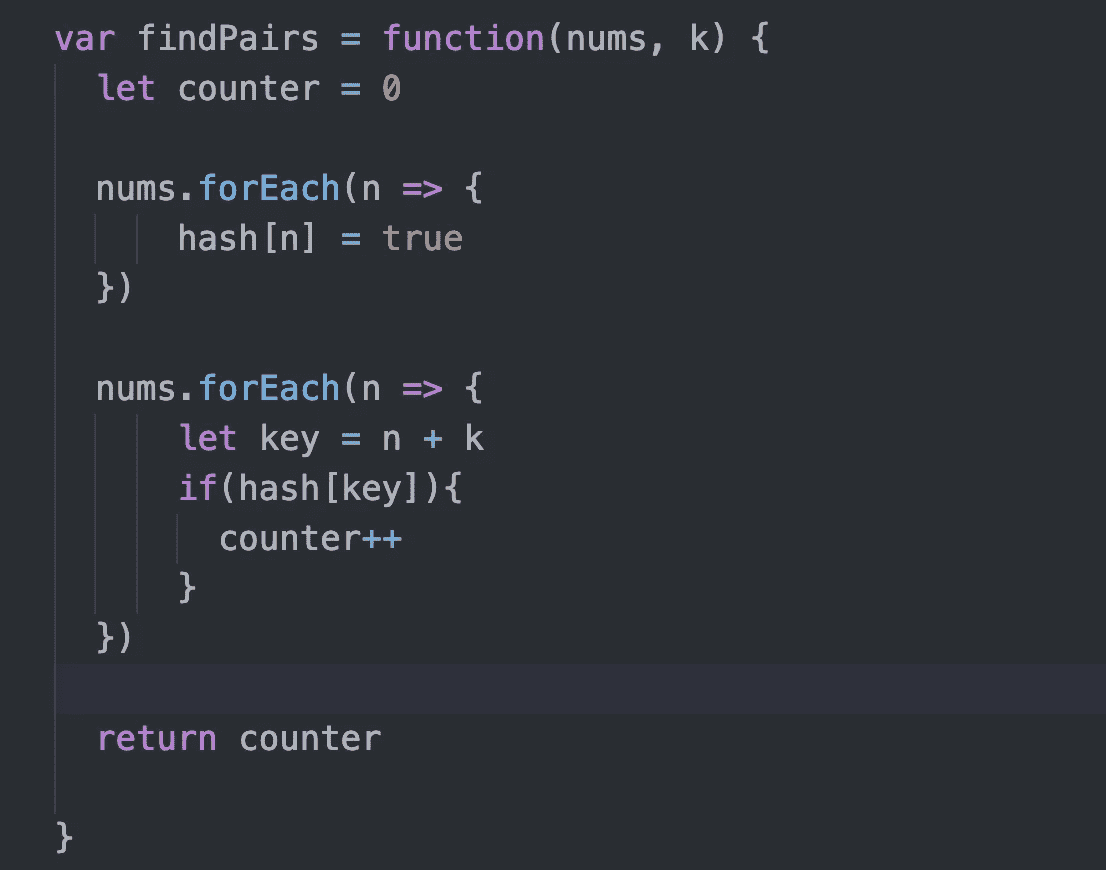 var findPairs = function(nums, k) {
  let counter = 0

  nums.forEach(n => {
      hash[n] = true
  })

  nums.forEach(n => {
      let key = n + k
      if(hash[key]){
        counter++
      }
  })

  return counter

}